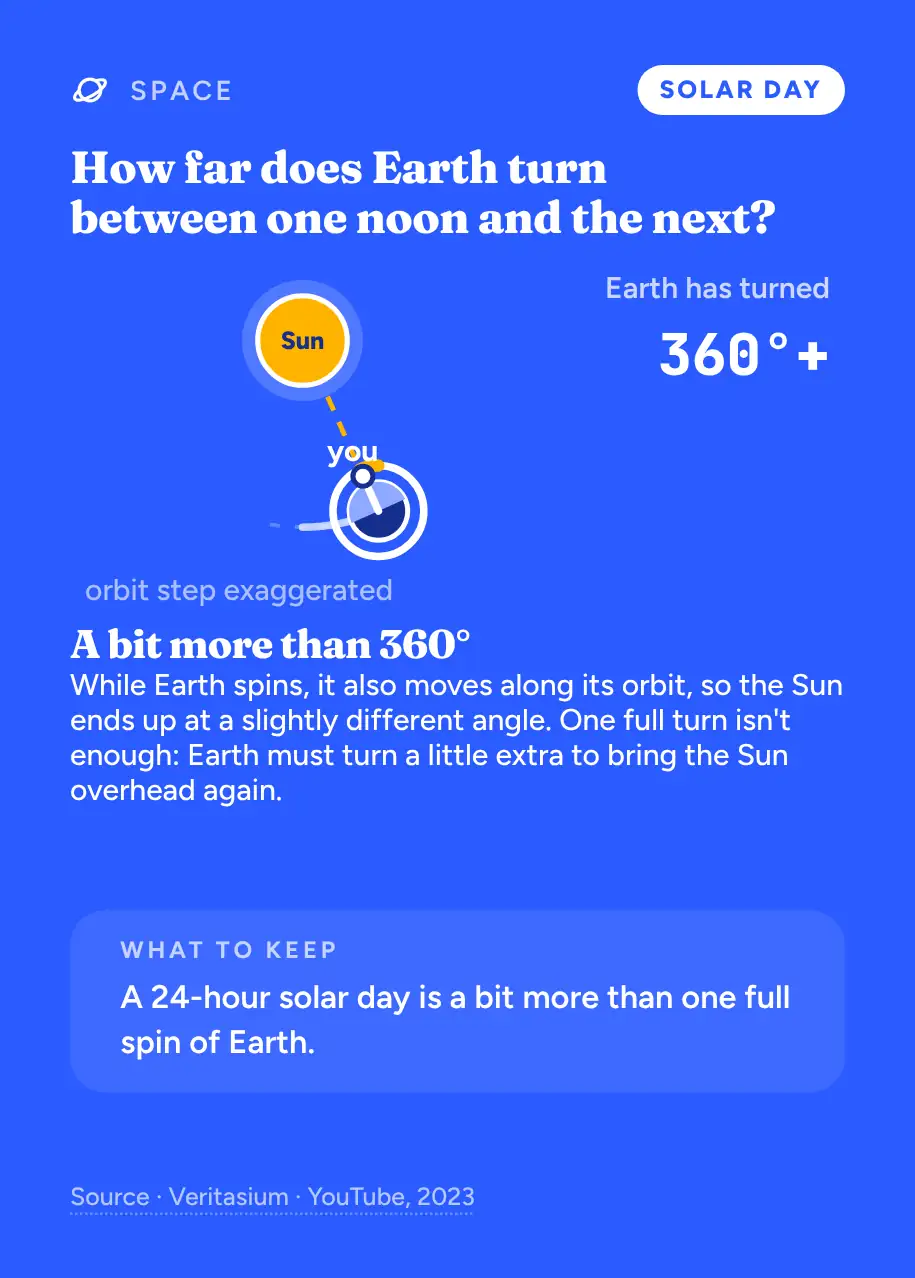 SPACE
SOLAR DAY
How far does Earth turn
between one noon and the next?
Earth has turned
360°+
Sun
you
orbit step exaggerated
A bit more than 360°
While Earth spins, it also moves along its orbit, so the Sun
ends up at a slightly different angle. One full turn isn't
enough: Earth must turn a little extra to bring the Sun
overhead again.
WHAT TO KEEP
A 24-hour solar day is a bit more than one full
spin of Earth.
Source · Veritasium · YouTube, 2023